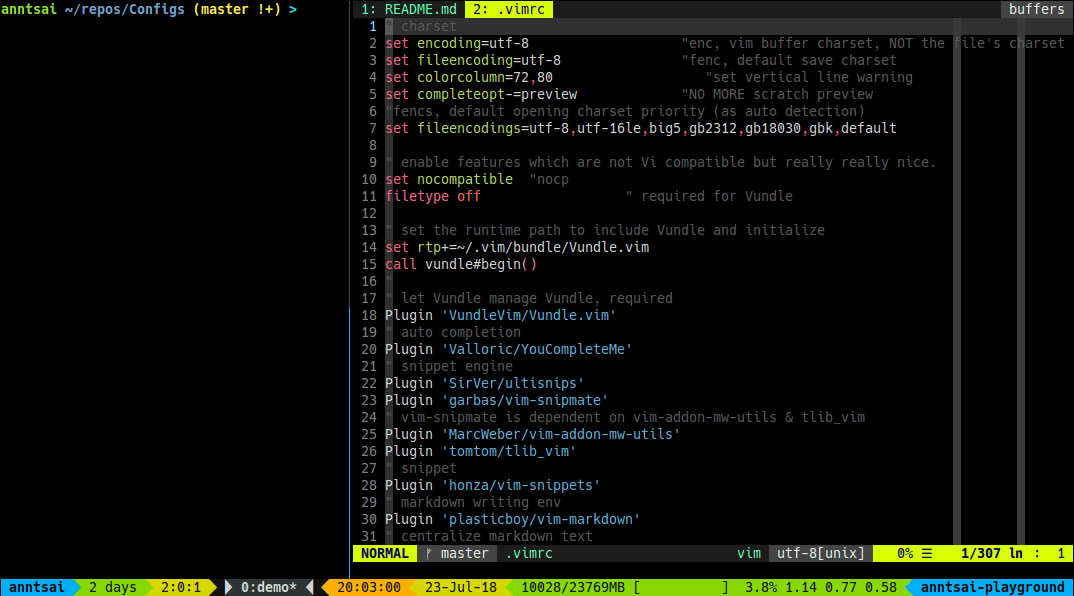 anntsai ~/repos/Configs (master !+) >
1: README.md 2: .vimrc buffers
1 " charset
2 set encoding=utf-8 "enc, vim buffer charset, NOT the file's charset
3 set fileencoding=utf-8 "fenc, default save charset
4 set colorcolumn=72,80 "set vertical line warning
5 set completeopt-=preview "NO MORE scratch preview
6 "fencs, default opening charset priority (as auto detection)
7 set fileencodings=utf-8,utf-16le,big5,gb2312,gb18030,gbk,default
8
9 " enable features which are not Vi compatible but really really nice.
10 set nocompatible "nocp
11 filetype off " required for Vundle
12
13 " set the runtime path to include Vundle and initialize
14 set rtp+=~/.vim/bundle/Vundle.vim
15 call vundle#begin()
16 "
17 " let Vundle manage Vundle, required
18 Plugin 'VundleVim/Vundle.vim'
19 " auto completion
20 Plugin 'Valloric/YouCompleteMe'
21 " snippet engine
22 Plugin 'SirVer/ultisnips'
23 Plugin 'garbas/vim-snipmate'
24 " vim-snipmate is dependent on vim-addon-mw-utils & tlib_vim
25 Plugin 'MarcWeber/vim-addon-mw-utils'
26 Plugin 'tomtom/tlib_vim'
28 " snippet
28 Plugin 'honza/vim-snippets'
29 " markdown writing env
30 Plugin 'plasticboy/vim-markdown'
31 " centralize markdown text
NORMAL ᚠ master .vimrc vim utf-8[unix] 0% ☰ 1/307 ln : 1
anntsai 2 days 2:0:1 0:demo* 20:03:00 23-Jul-18 10028/23769MB [ ] 3.8% 1.14 0.77 0.58 anntsai-playground